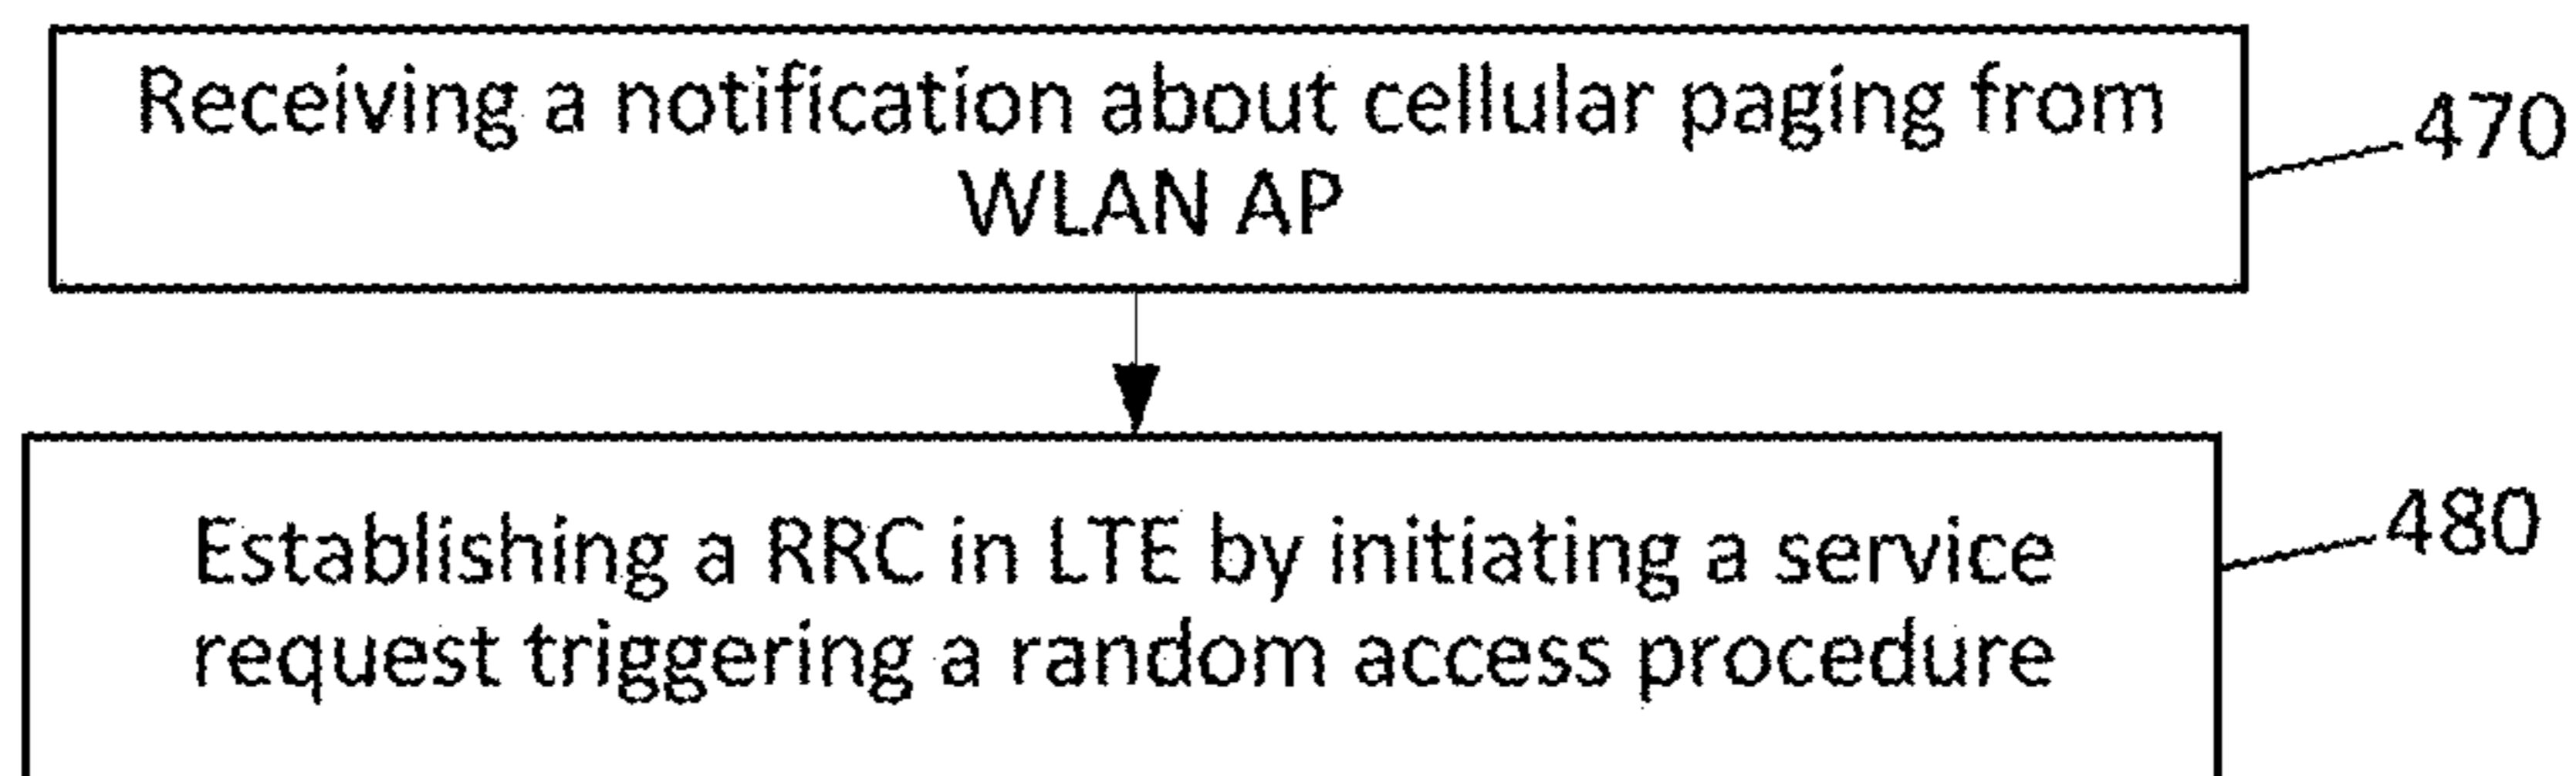 Receiving a notification about cellular paging from
WLAN AP
470
Establishing a RRC in LTE by initiating a service
request triggering a random access procedure
480